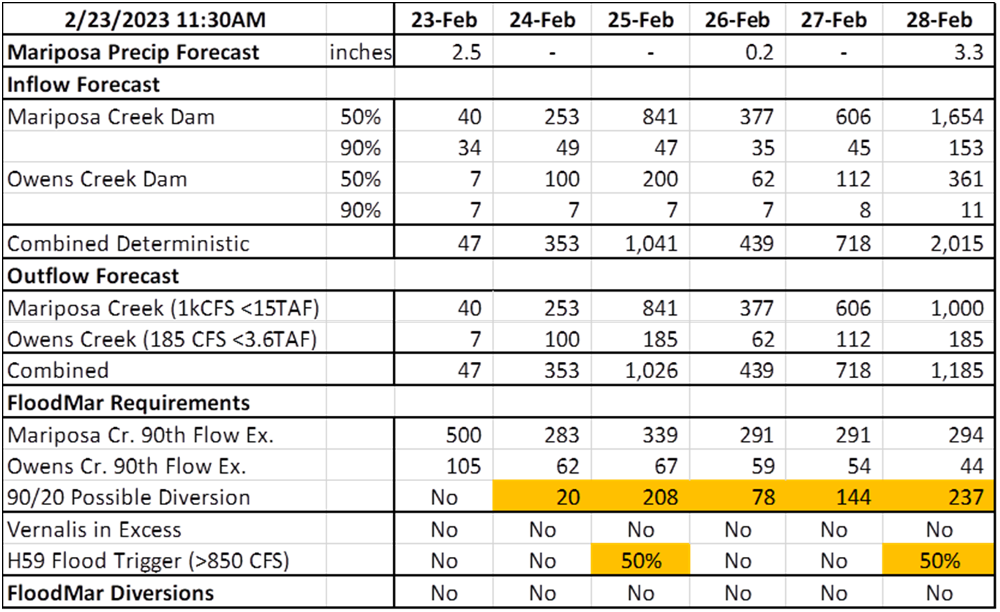 2/23/2023 11:30AM 23-Feb 24-Feb 25-Feb 26-Feb 27-Feb 28-Feb
Mariposa Precip Forecast inches 2.5 - - 0.2 - 3.3
Inflow Forecast
Mariposa Creek Dam 50% 40 253 841 377 606 1,654
90% 34 49 47 35 45 153
Owens Creek Dam 50% 7 100 200 62 112 361
90% 7 7 7 7 8 11
Combined Deterministic 47 353 1,041 439 718 2,015
Outflow Forecast
Mariposa Creek (1kCFS <15TAF) 40 253 841 377 606 1,000
Owens Creek (185 CFS <3.6TAF) 7 100 185 62 112 185
Combined 47 353 1,026 439 718 1,185
FloodMar Requirements
Mariposa Cr. 90th Flow Ex. 500 283 339 291 291 294
Owens Cr. 90th Flow Ex. 105 62 67 59 54 44
90/20 Possible Diversion No 20 208 78 144 237
Vernalis in Excess No No No No No No
H59 Flood Trigger (>850 CFS) No No 50% No No 50%
FloodMar Diversions No No No No No No